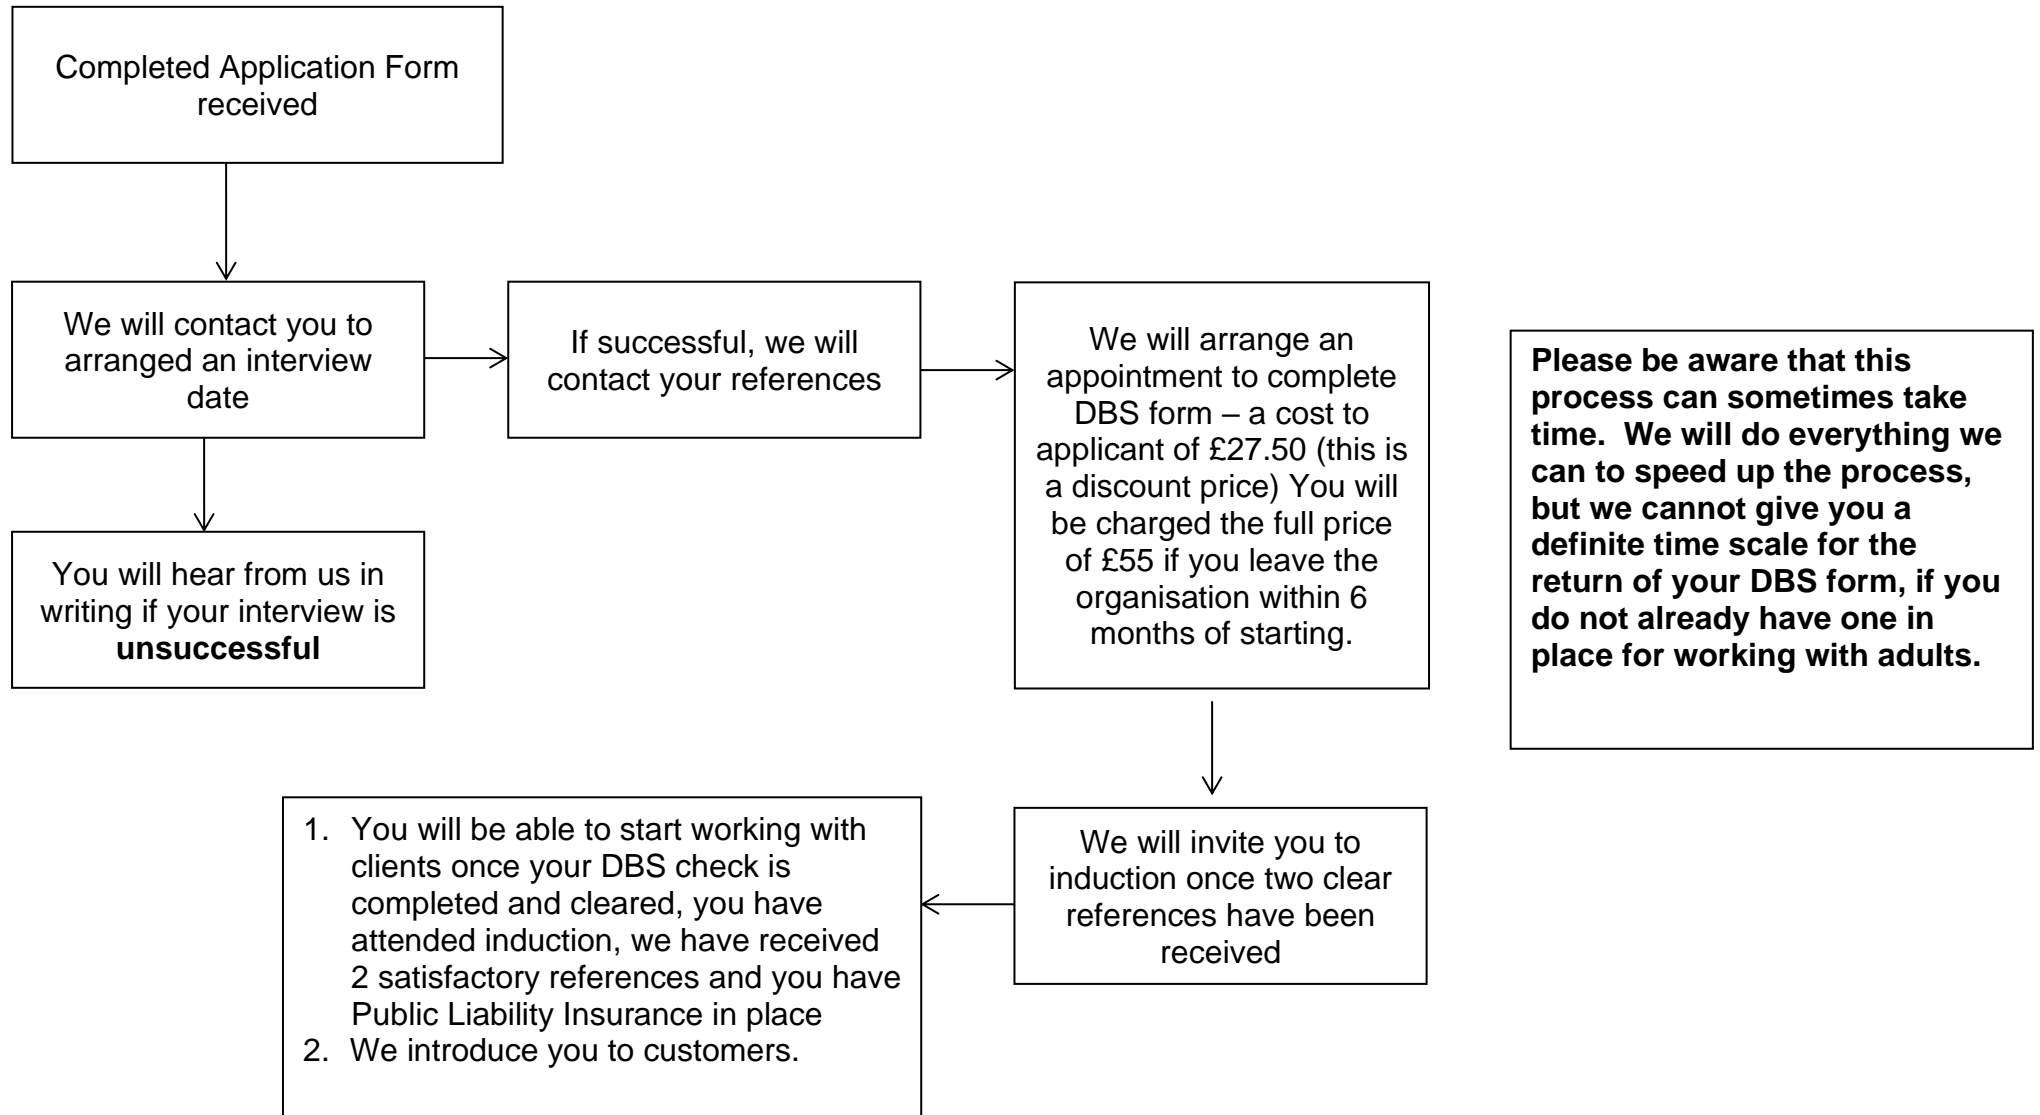 Completed Application Form
received
We will contact you to
arranged an interview
date
If successful, we will
contact your references
We will arrange an
appointment to complete
DBS form – a cost to
applicant of £27.50 (this is
a discount price) You will
be charged the full price
of £55 if you leave the
organisation within 6
months of starting.
Please be aware that this
process can sometimes take
time.  We will do everything we
can to speed up the process,
but we cannot give you a
definite time scale for the
return of your DBS form, if you
do not already have one in
place for working with adults.
You will hear from us in
writing if your interview is
unsuccessful
We will invite you to
induction once two clear
references have been
received
1. You will be able to start working with
clients once your DBS check is
completed and cleared, you have
attended induction, we have received
2 satisfactory references and you have
Public Liability Insurance in place
2. We introduce you to customers.